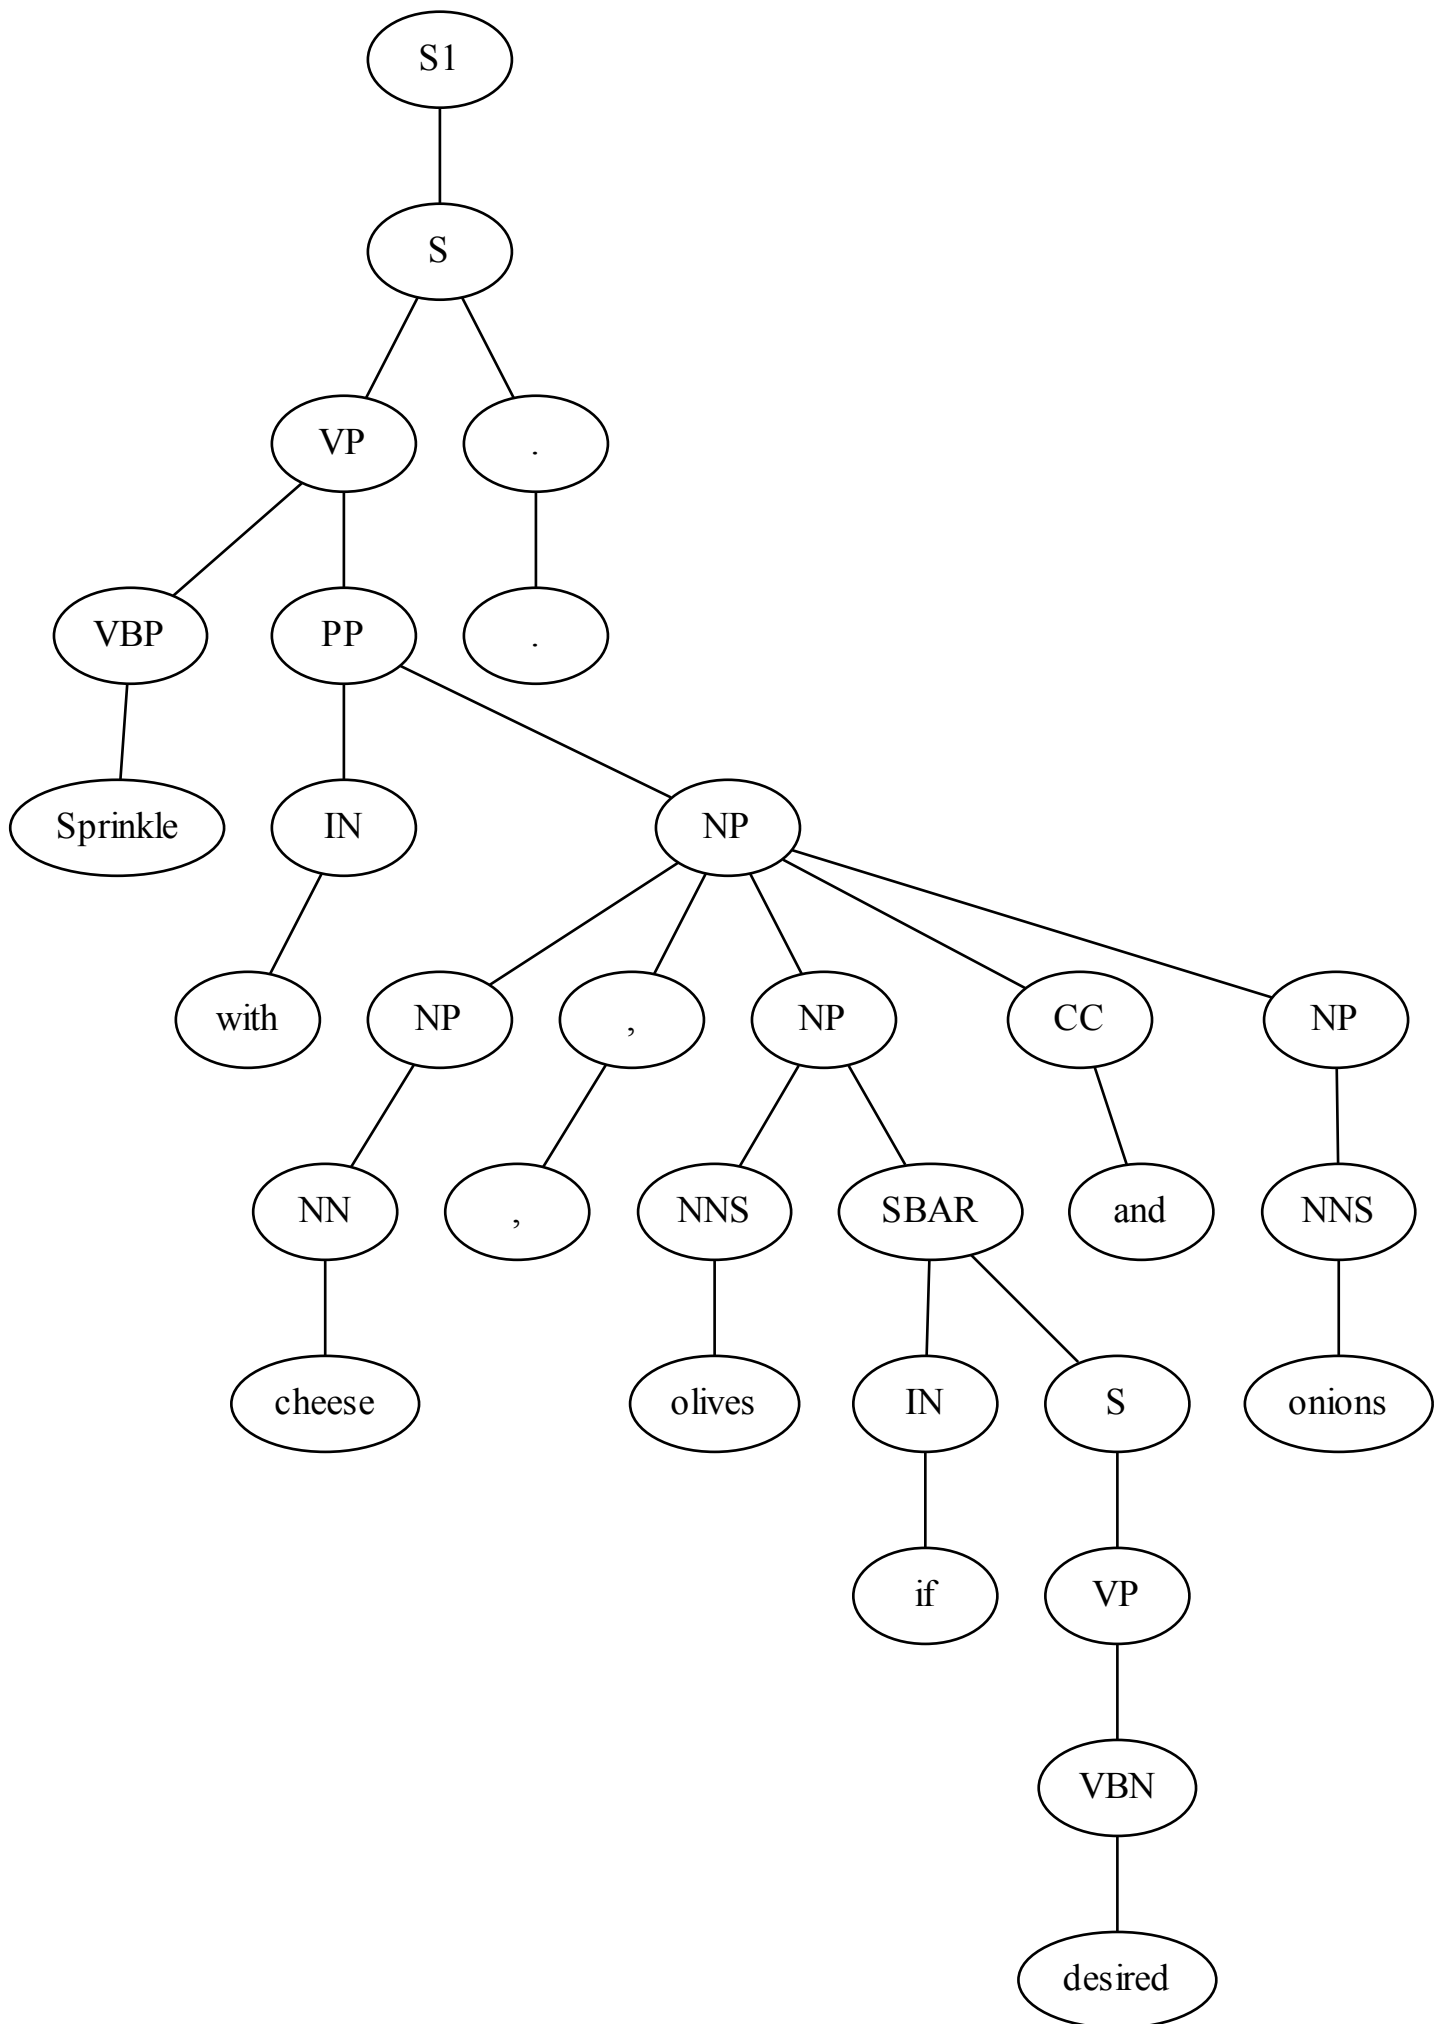 S1
S
VP .
VBP PP .
Sprinkle IN NP
with NP , NP CC NP
NN , NNS SBAR and NNS
cheese olives IN S onions
if VP
VBN
desired